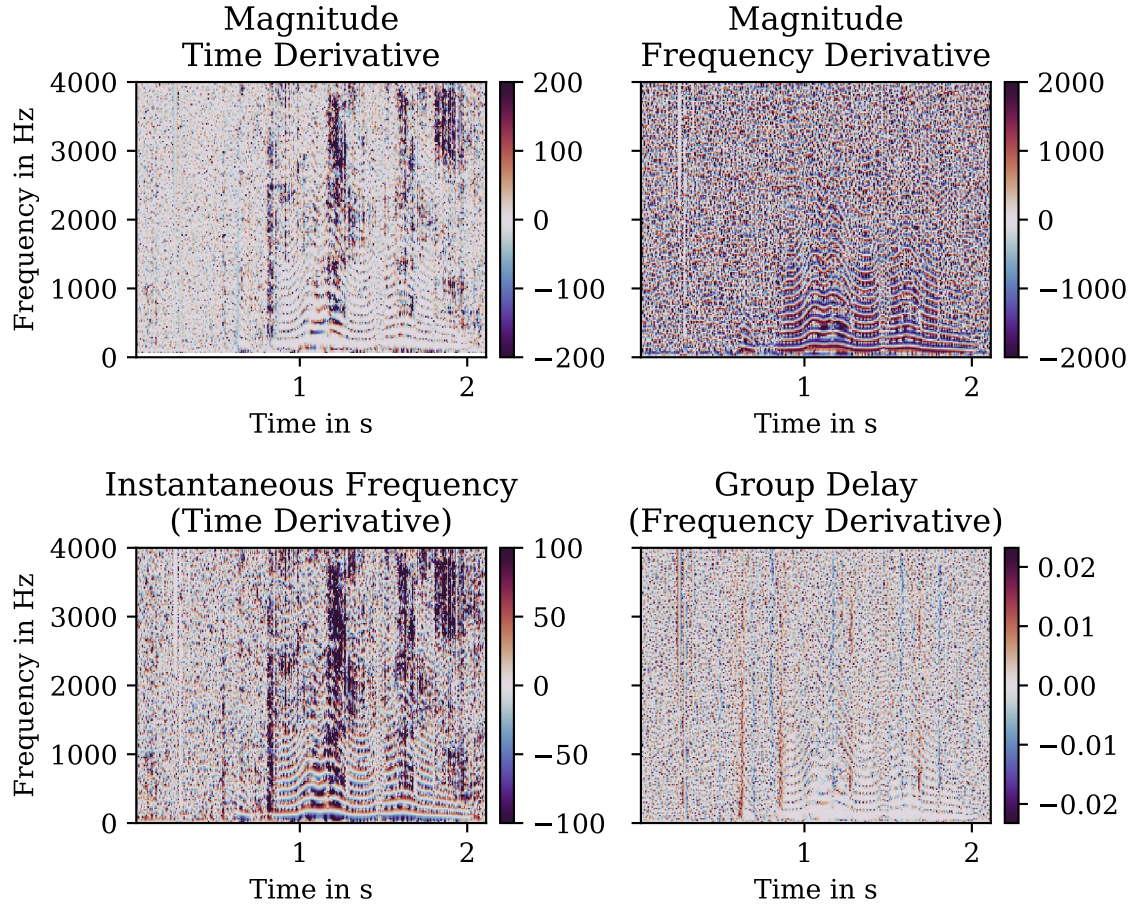 Magnitude
Time Derivative
Magnitude
Frequency Derivative
Frequency in Hz
4000
3000
2000
1000
0
200
100
0
−100
−200
2000
1000
0
−1000
−2000
1
2
1
2
Time in s
Time in s
Instantaneous Frequency
(Time Derivative)
Group Delay
(Frequency Derivative)
Frequency in Hz
4000
3000
2000
1000
0
100
50
0
−50
−100
0.02
0.01
0.00
−0.01
−0.02
1
2
1
2
Time in s
Time in s